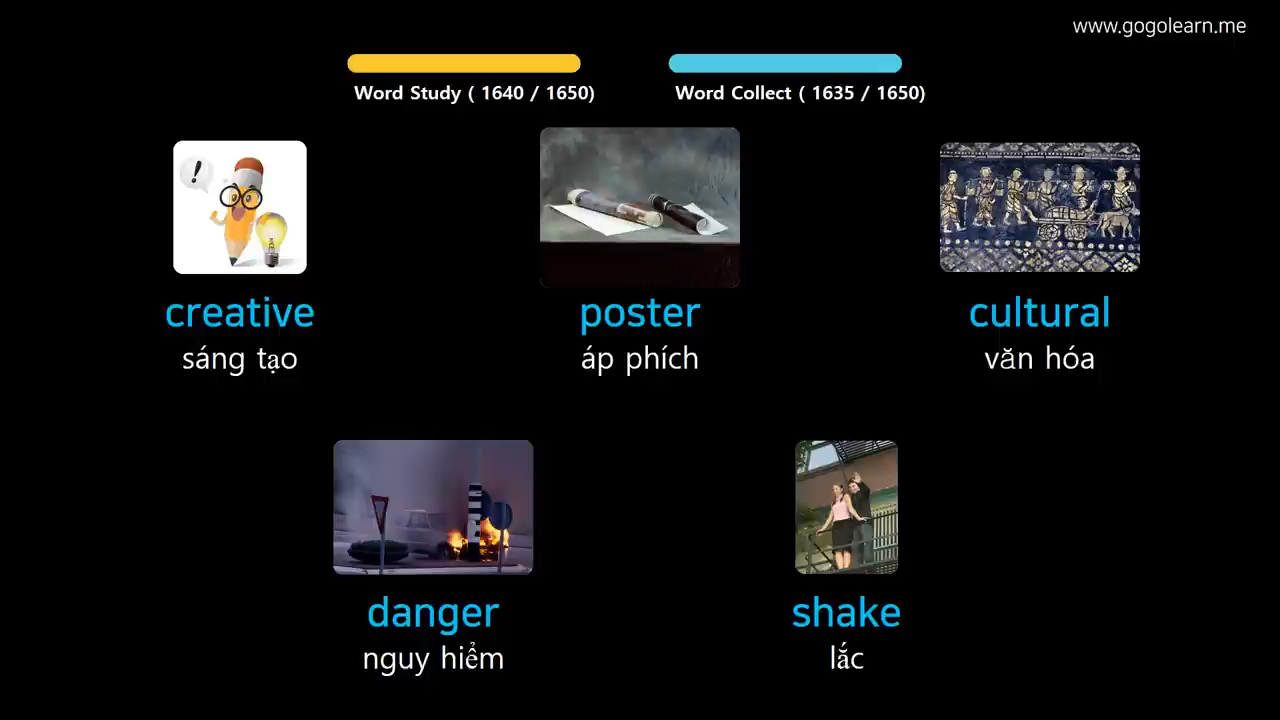 www.gogolearn.me
Word Study ( 1640 / 1650)
Word Collect ( 1635 / 1650)
!
creative
sáng tạo
poster
áp phích
cultural
văn hóa
danger
nguy hiểm
shake
lắc